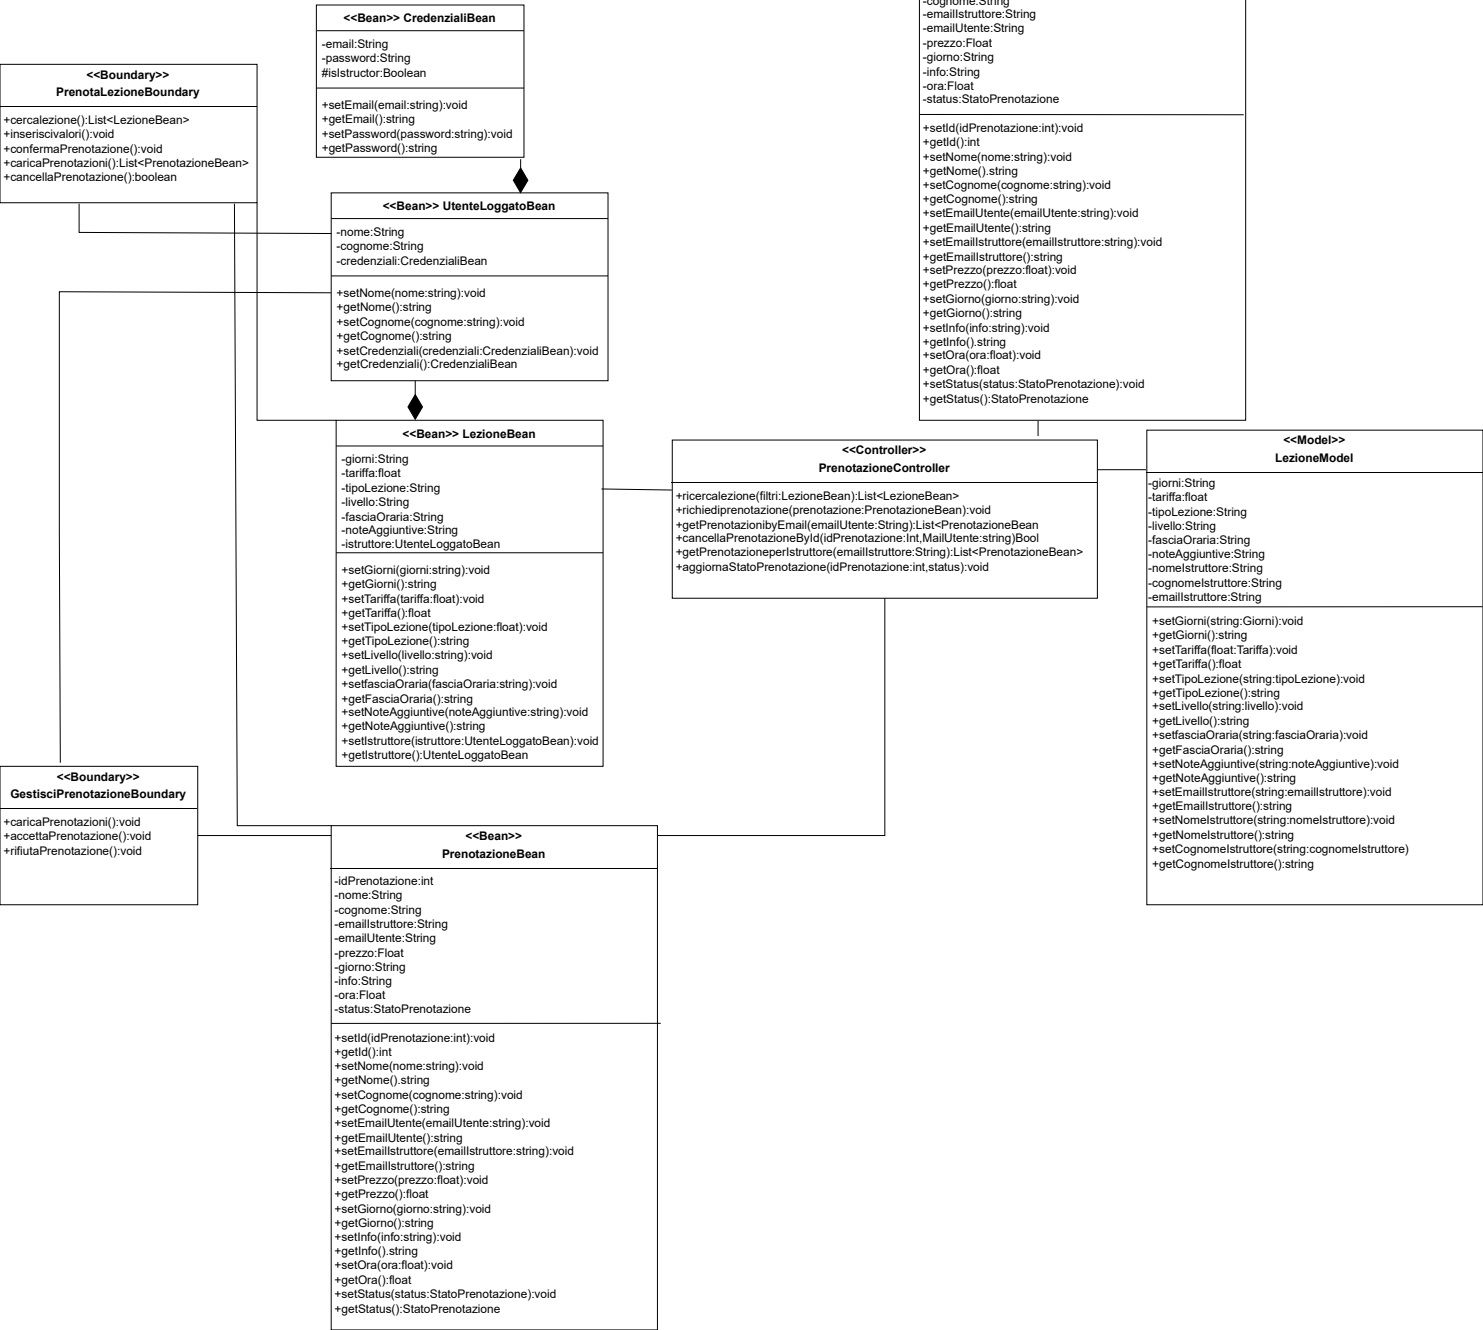 <<Bean>> CredenzialiBean
-email:String
-password:String
#isIstructor:Boolean
+setEmail(email:string):void
+getEmail():string
+setPassword(password:string):void
+getPassword():string
<<Boundary>>
PrenotaLezioneBoundary
+cercalezione():List<LezioneBean>
+inseriscivalori():void
+confermaPrenotazione():void
+caricaPrenotazioni():List<PrenotazioneBean>
+cancellaPrenotazione():boolean
<<Bean>> UtenteLoggatoBean
-nome:String
-cognome:String
-credenziali:CredenzialiBean
+setNome(nome:string):void
+getNome():string
+setCognome(cognome:string):void
+getCognome():string
+setCredenziali(credenziali:CredenzialiBean):void
+getCredenziali():CredenzialiBean
-cognome:String
-emailIstruttore:String
-emailUtente:String
-prezzo:Float
-giorno:String
-info:String
-ora:Float
-status:StatoPrenotazione
+setId(idPrenotazione:int):void
+getId():int
+setNome(nome:string):void
+getNome().string
+setCognome(cognome:string):void
+getCognome():string
+setEmailUtente(emailUtente:string):void
+getEmailUtente():string
+setEmailIstruttore(emailIstruttore:string):void
+getEmailIstruttore():string
+setPrezzo(prezzo:float):void
+getPrezzo():float
+setGiorno(giorno:string):void
+getGiorno():string
+setInfo(info:string):void
+getInfo().string
+setOra(ora:float):void
+getOra():float
+setStatus(status:StatoPrenotazione):void
+getStatus():StatoPrenotazione
<<Bean>> LezioneBean
-giorni:String
-tariffa:float
-tipoLezione:String
-livello:String
-fasciaOraria:String
-noteAggiuntive:String
-istruttore:UtenteLoggatoBean
+setGiorni(giorni:string):void
+getGiorni():string
+setTariffa(tariffa:float):void
+getTariffa():float
+setTipoLezione(tipoLezione:float):void
+getTipoLezione():string
+setLivello(livello:string):void
+getLivello():string
+setfasciaOraria(fasciaOraria:string):void
+getFasciaOraria():string
+setNoteAggiuntive(noteAggiuntive:string):void
+getNoteAggiuntive():string
+setIstruttore(istruttore:UtenteLoggatoBean):void
+getIstruttore():UtenteLoggatoBean
<<Controller>>
PrenotazioneController
+ricercalezione(filtri:LezioneBean):List<LezioneBean>
+richiediprenotazione(prenotazione:PrenotazioneBean):void
+getPrenotazionibyEmail(emailUtente:String):List<PrenotazioneBean
+cancellaPrenotazioneById(idPrenotazione:Int,MailUtente:string)Bool
+getPrenotazioneperIstruttore(emailIstruttore:String):List<PrenotazioneBean>
+aggiornaStatoPrenotazione(idPrenotazione:int,status):void
<<Model>>
LezioneModel
-giorni:String
-tariffa:float
-tipoLezione:String
-livello:String
-fasciaOraria:String
-noteAggiuntive:String
-nomeIstruttore:String
-cognomeIstruttore:String
-emailIstruttore:String
+setGiorni(string:Giorni):void
+getGiorni():string
+setTariffa(float:Tariffa):void
+getTariffa():float
+setTipoLezione(string:tipoLezione):void
+getTipoLezione():string
+setLivello(string:livello):void
+getLivello():string
+setfasciaOraria(string:fasciaOraria):void
+getFasciaOraria():string
+setNoteAggiuntive(string:noteAggiuntive):void
+getNoteAggiuntive():string
+setEmailIstruttore(string:emailIstruttore):void
+getEmailIstruttore():string
+setNomeIstruttore(string:nomeIstruttore):void
+getNomeIstruttore():string
+setCognomeIstruttore(string:cognomeIstruttore)
+getCognomeIstruttore():string
<<Boundary>>
GestisciPrenotazioneBoundary
+caricaPrenotazioni():void
+accettaPrenotazione():void
+rifiutaPrenotazione():void
<<Bean>>
PrenotazioneBean
-idPrenotazione:int
-nome:String
-cognome:String
-emailIstruttore:String
-emailUtente:String
-prezzo:Float
-giorno:String
-info:String
-ora:Float
-status:StatoPrenotazione
+setId(idPrenotazione:int):void
+getId():int
+setNome(nome:string):void
+getNome().string
+setCognome(cognome:string):void
+getCognome():string
+setEmailUtente(emailUtente:string):void
+getEmailUtente():string
+setEmailIstruttore(emailIstruttore:string):void
+getEmailIstruttore():string
+setPrezzo(prezzo:float):void
+getPrezzo():float
+setGiorno(giorno:string):void
+getGiorno():string
+setInfo(info:string):void
+getInfo().string
+setOra(ora:float):void
+getOra():float
+setStatus(status:StatoPrenotazione):void
+getStatus():StatoPrenotazione